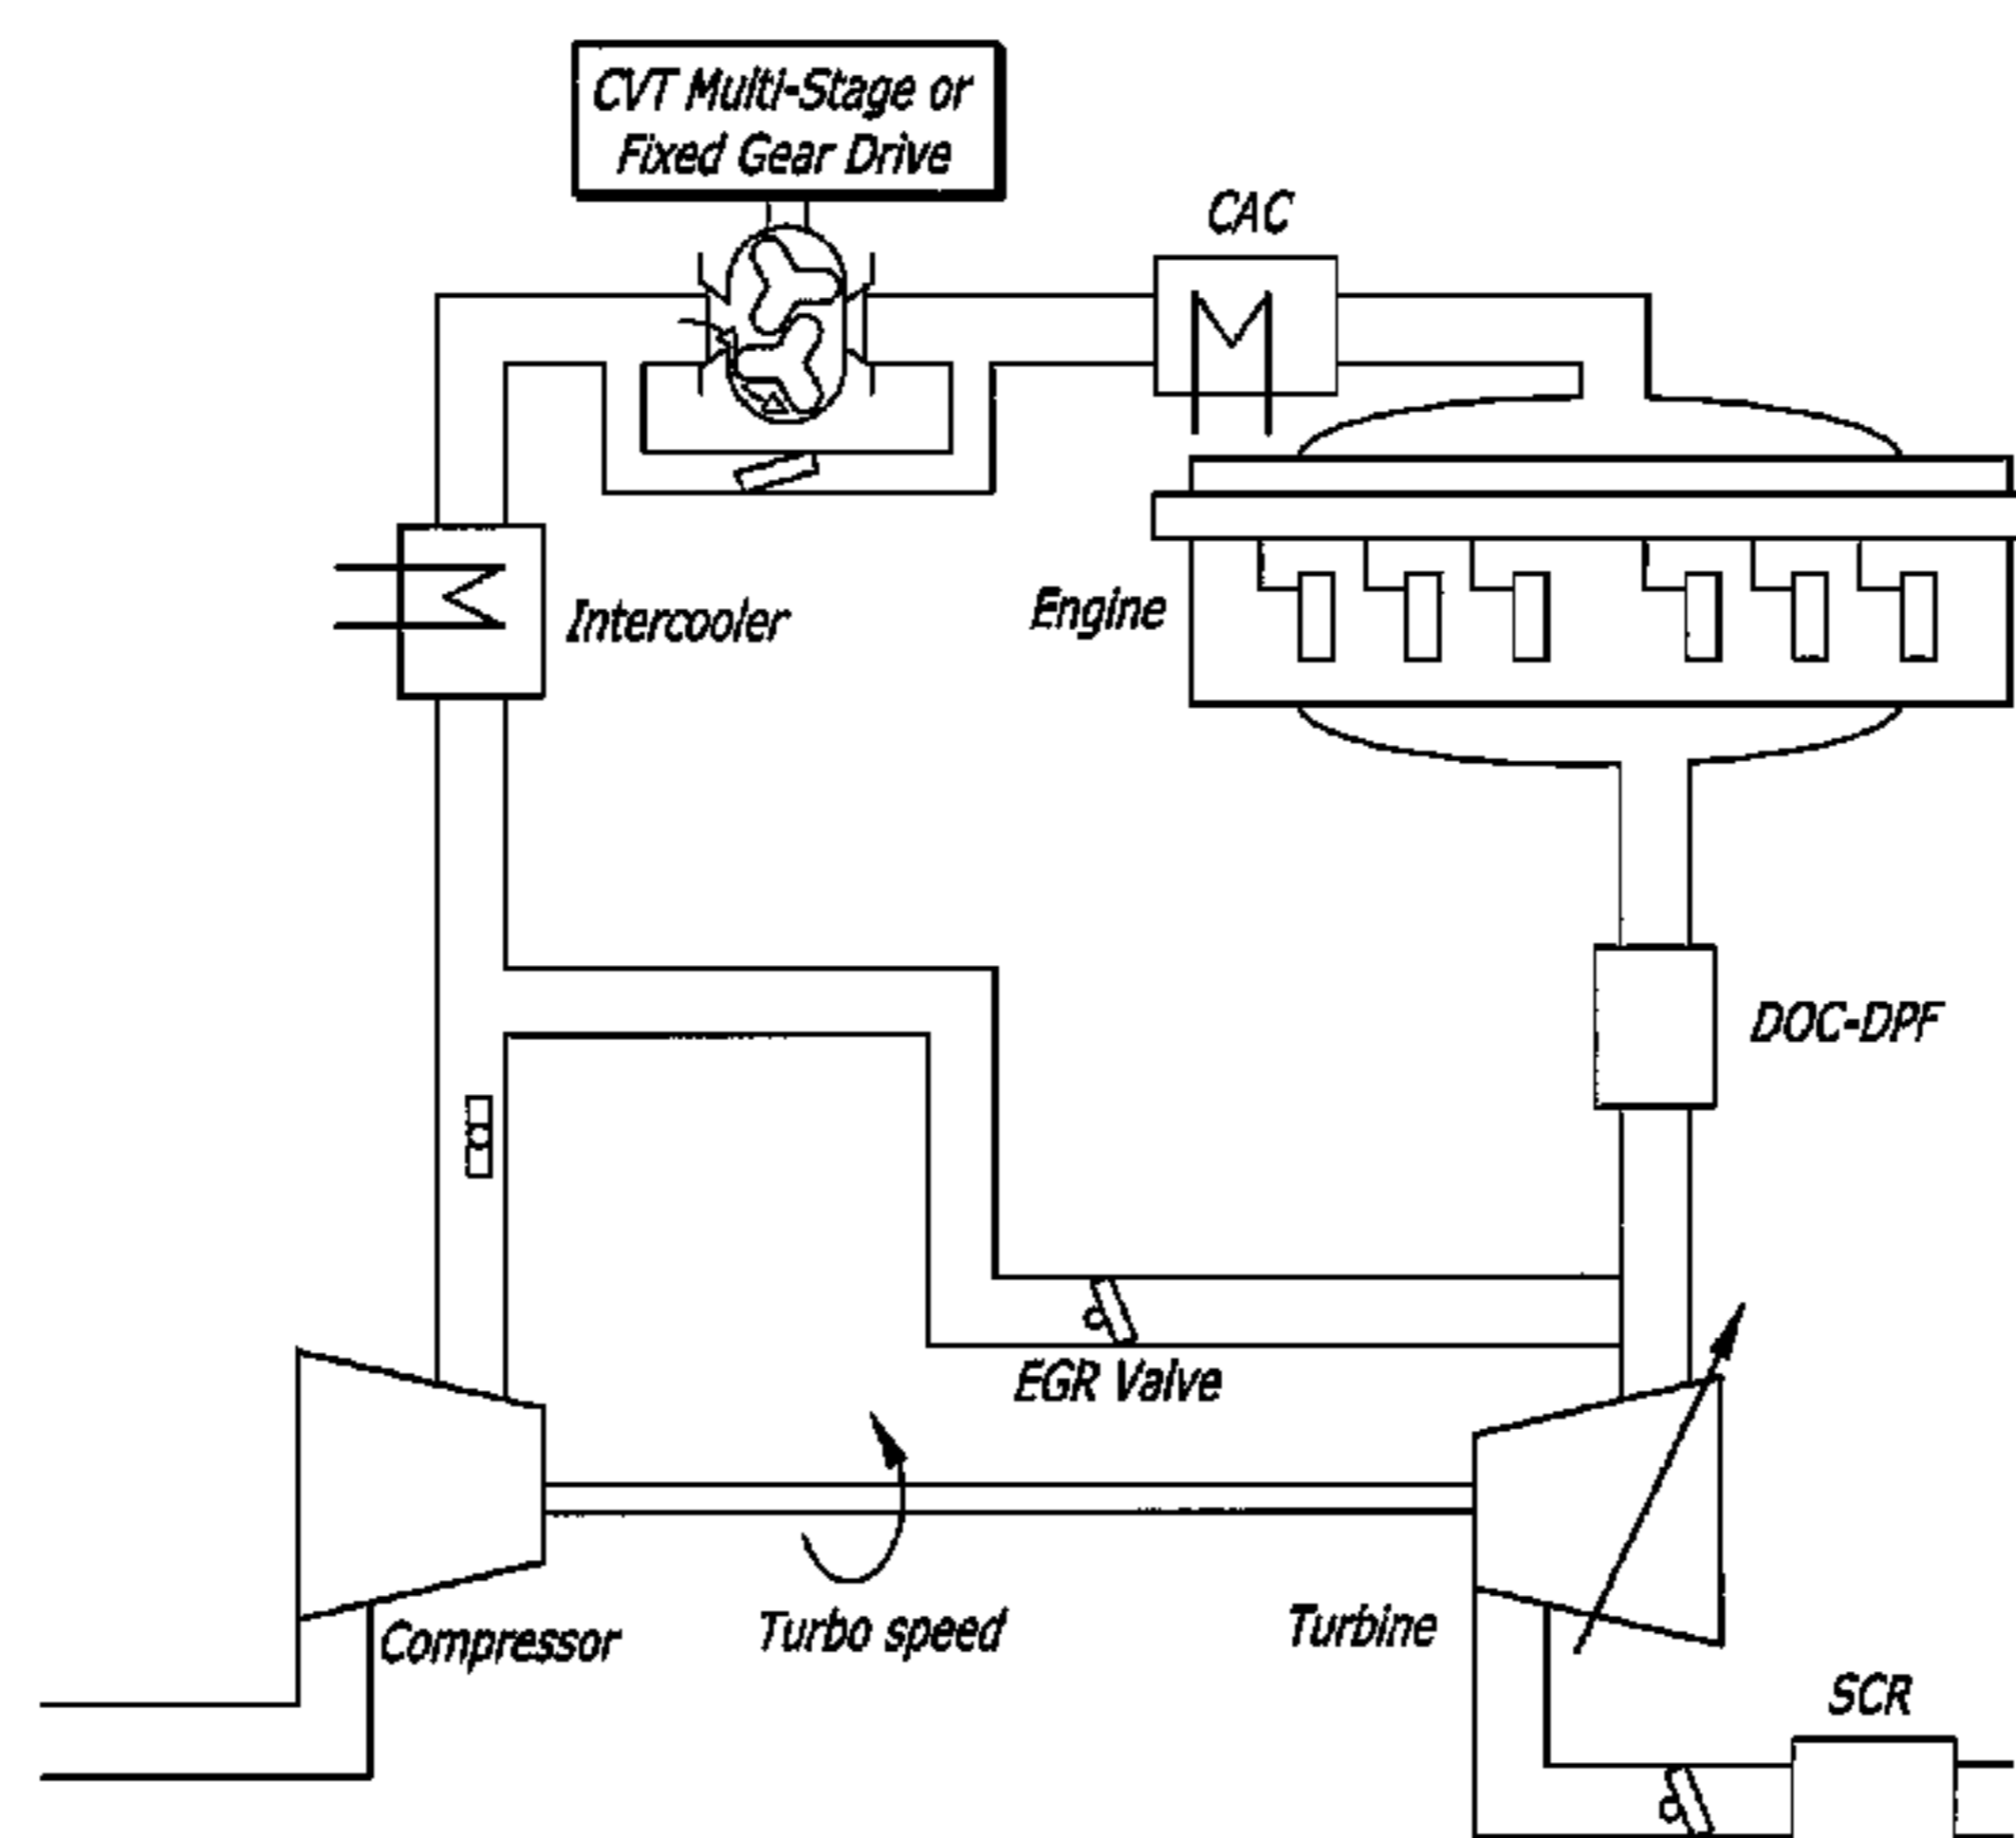 CVT Multi-Stage or
Fixed Gear Drive
CAC
Intercooler
Engine
DOC-DPF
EGR Valve
Compressor
Turbo speed
Turbine
SCR